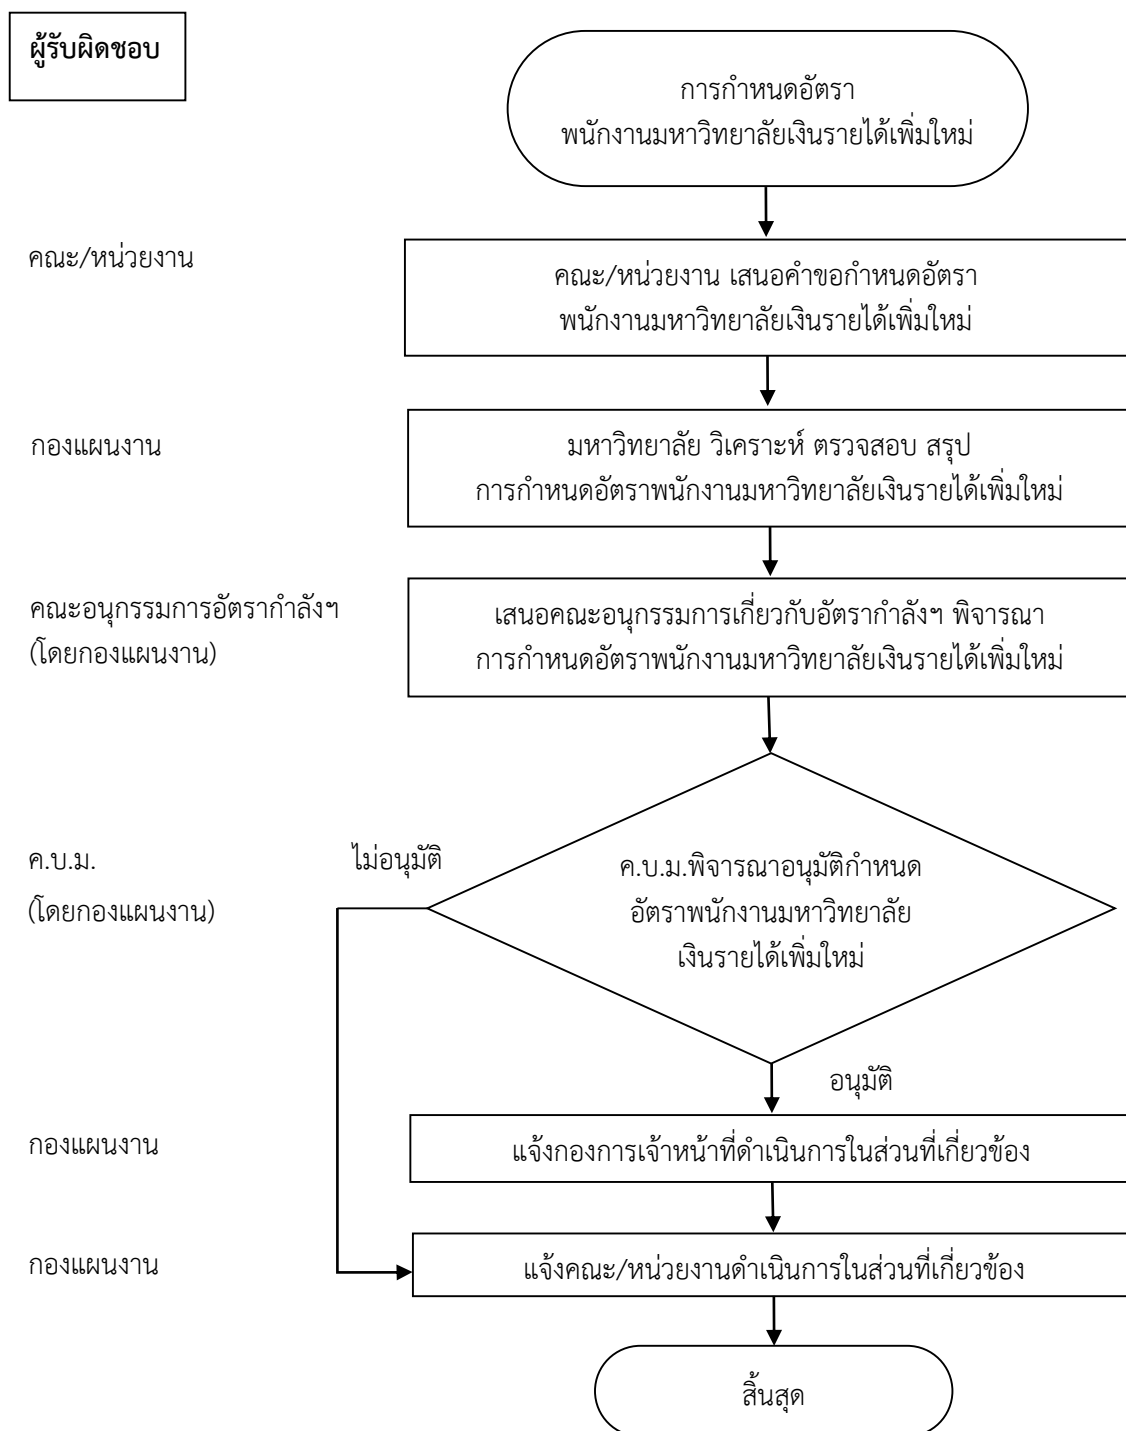 ผู้รับผิดชอบ
การกำหนดอัตรา
พนักงานมหาวิทยาลัยเงินรายได้เพิ่มใหม่
คณะ/หน่วยงาน
คณะ/หน่วยงาน เสนอคำขอกำหนดอัตรา
พนักงานมหาวิทยาลัยเงินรายได้เพิ่มใหม่
กองแผนงาน
มหาวิทยาลัย วิเคราะห์ ตรวจสอบ สรุป
การกำหนดอัตราพนักงานมหาวิทยาลัยเงินรายได้เพิ่มใหม่
คณะอนุกรรมการอัตรากำลังฯ
(โดยกองแผนงาน)
เสนอคณะอนุกรรมการเกี่ยวกับอัตรากำลังฯ พิจารณา
การกำหนดอัตราพนักงานมหาวิทยาลัยเงินรายได้เพิ่มใหม่
ค.บ.ม.
(โดยกองแผนงาน)
ไม่อนุมัติ
ค.บ.ม.พิจารณาอนุมัติกำหนด
อัตราพนักงานมหาวิทยาลัย
เงินรายได้เพิ่มใหม่
อนุมัติ
กองแผนงาน
แจ้งกองการเจ้าหน้าที่ดำเนินการในส่วนที่เกี่ยวข้อง
กองแผนงาน
แจ้งคณะ/หน่วยงานดำเนินการในส่วนที่เกี่ยวข้อง
สิ้นสุด